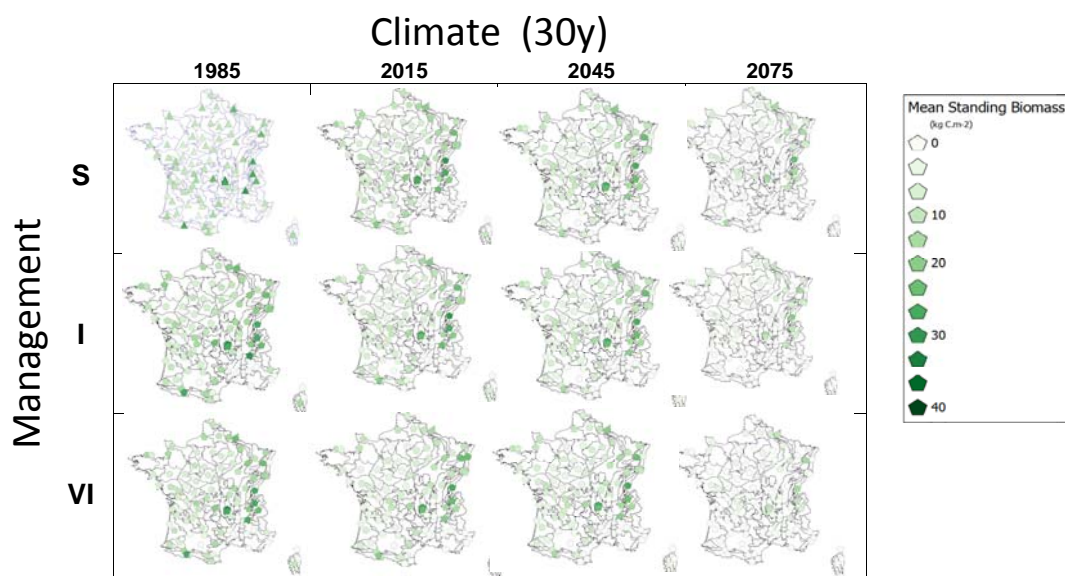 Climate (30y)
1985 2015 2045 2075
Management
S
I
VI
Mean Standing Biomass
(kg C.m-2)
0
10
20
30
40